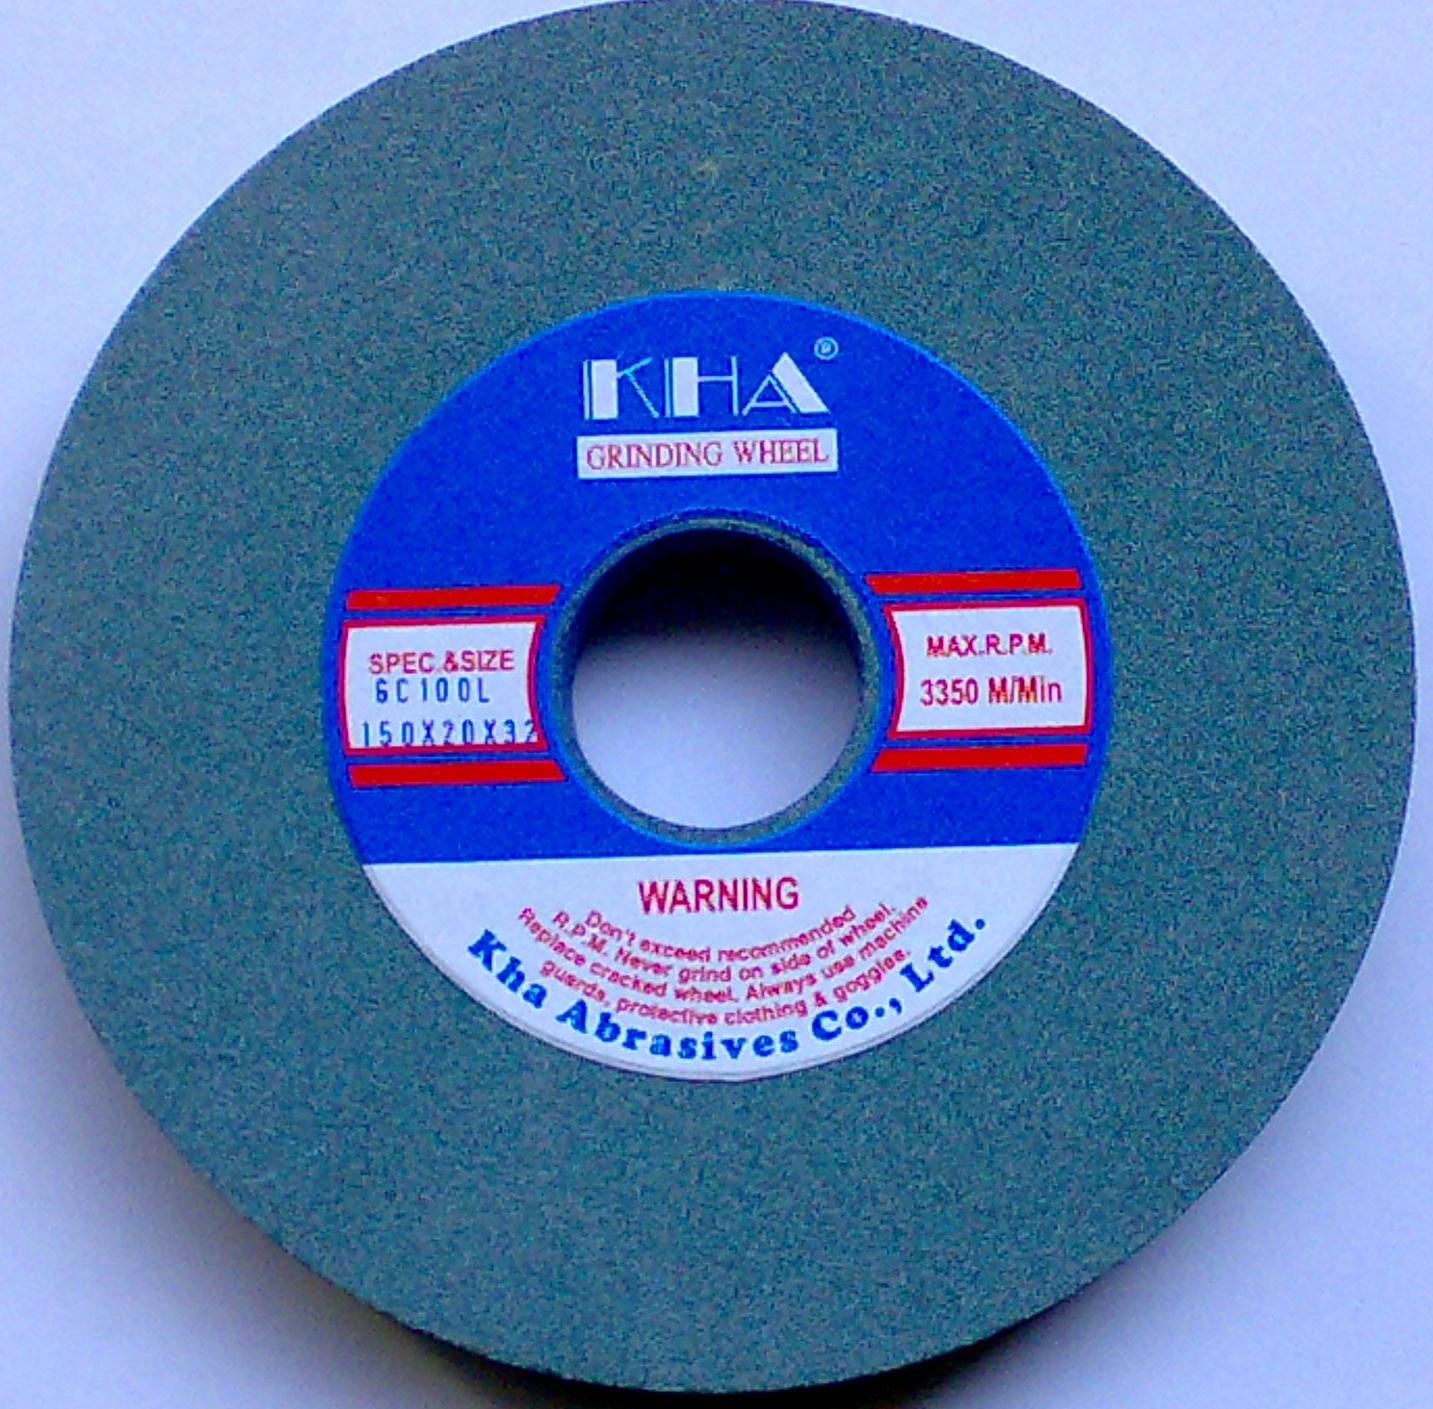 KHA®
GRINDING WHEEL
SPEC.&SIZE
GC100L
150X20X32
MAX.R.P.M.
3350 M/Min
WARNING
Don't exceed recommended
R.P.M. Never grind on side of wheel.
Replace cracked wheel. Always use machine
guards, protective clothing & goggles.
Kha Abrasives Co., Ltd.